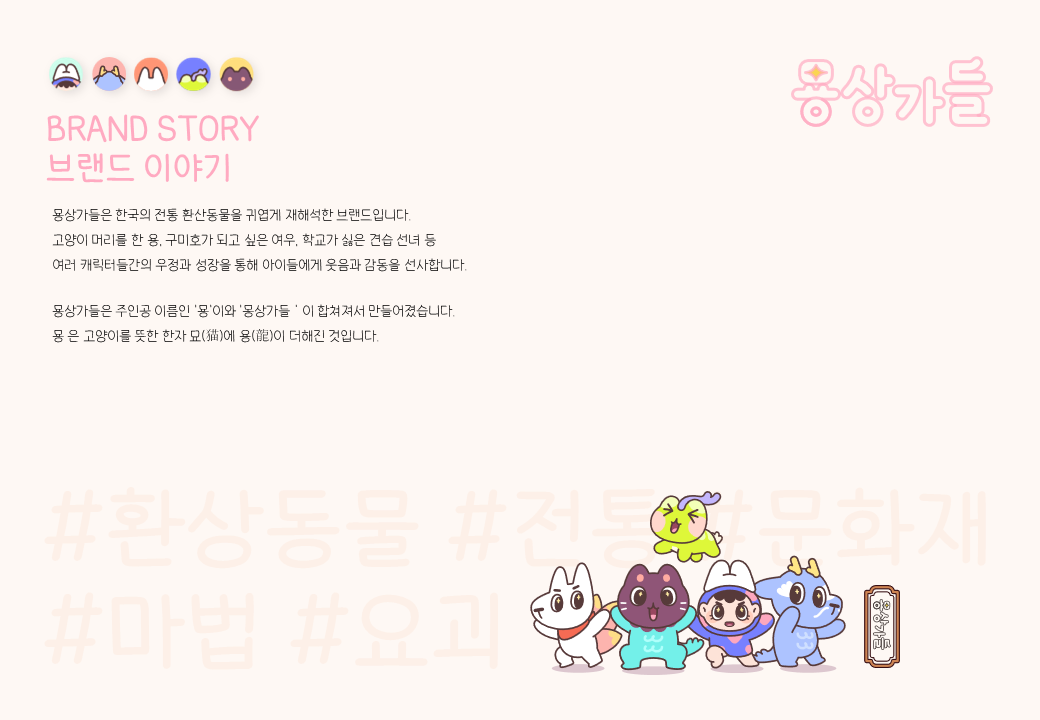 묭상가들
BRAND STORY
브랜드 이야기
묭상가들은 한국의 전통 환산동물을 귀엽게 재해석한 브랜드입니다.
고양이 머리를 한 용, 구미호가 되고 싶은 여우, 학교가 싫은 견습 선녀 등
여러 캐릭터들간의 우정과 성장을 통해 아이들에게 웃음과 감동을 선사합니다.
묭상가들은 주인공 이름인 '묭'이와 '몽상가들 ' 이 합쳐져서 만들어졌습니다.
묭 은 고양이를 뜻한 한자 묘(猫)에 용(龍)이 더해진 것입니다.
#환상동물 #전통 #문화재
#마법 #요괴
묭상가들